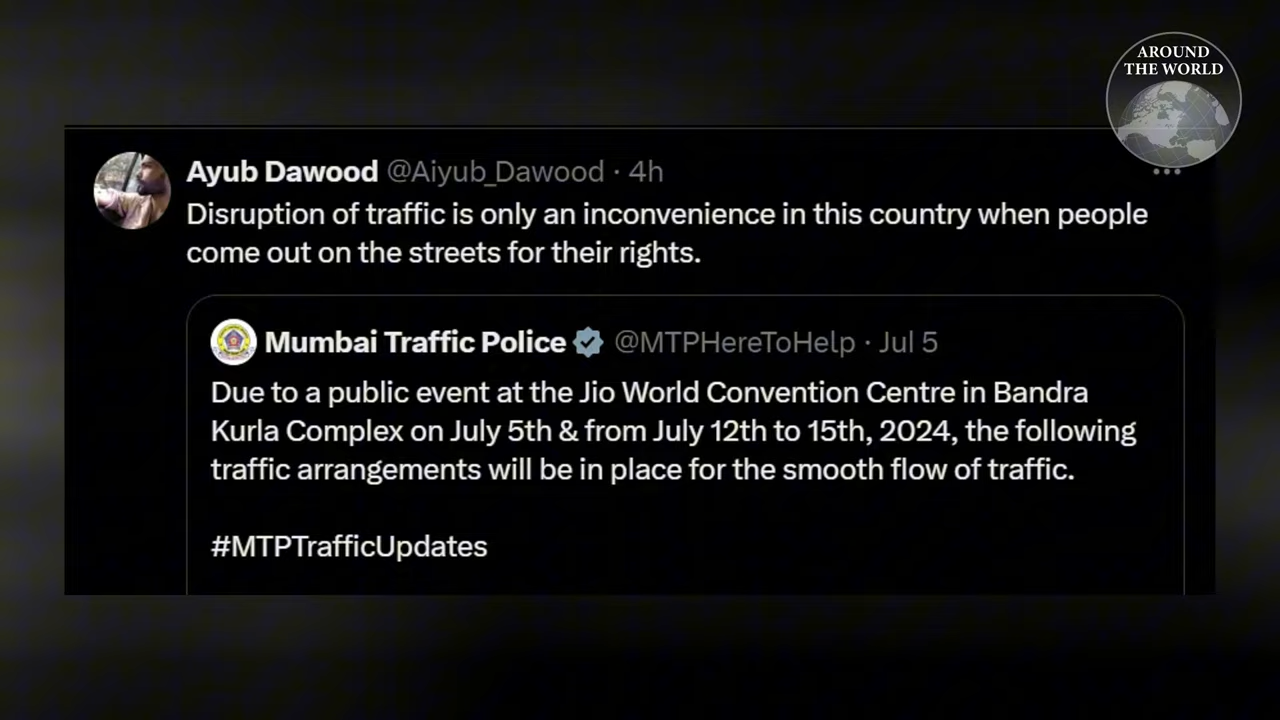 AROUND
THE WORLD
Ayub Dawood @Aiyub_Dawood · 4h
Disruption of traffic is only an inconvenience in this country when people
come out on the streets for their rights.
Mumbai Traffic Police @MTPHereToHelp · Jul 5
Due to a public event at the Jio World Convention Centre in Bandra
Kurla Complex on July 5th & from July 12th to 15th, 2024, the following
traffic arrangements will be in place for the smooth flow of traffic.
#MTPTrafficUpdates